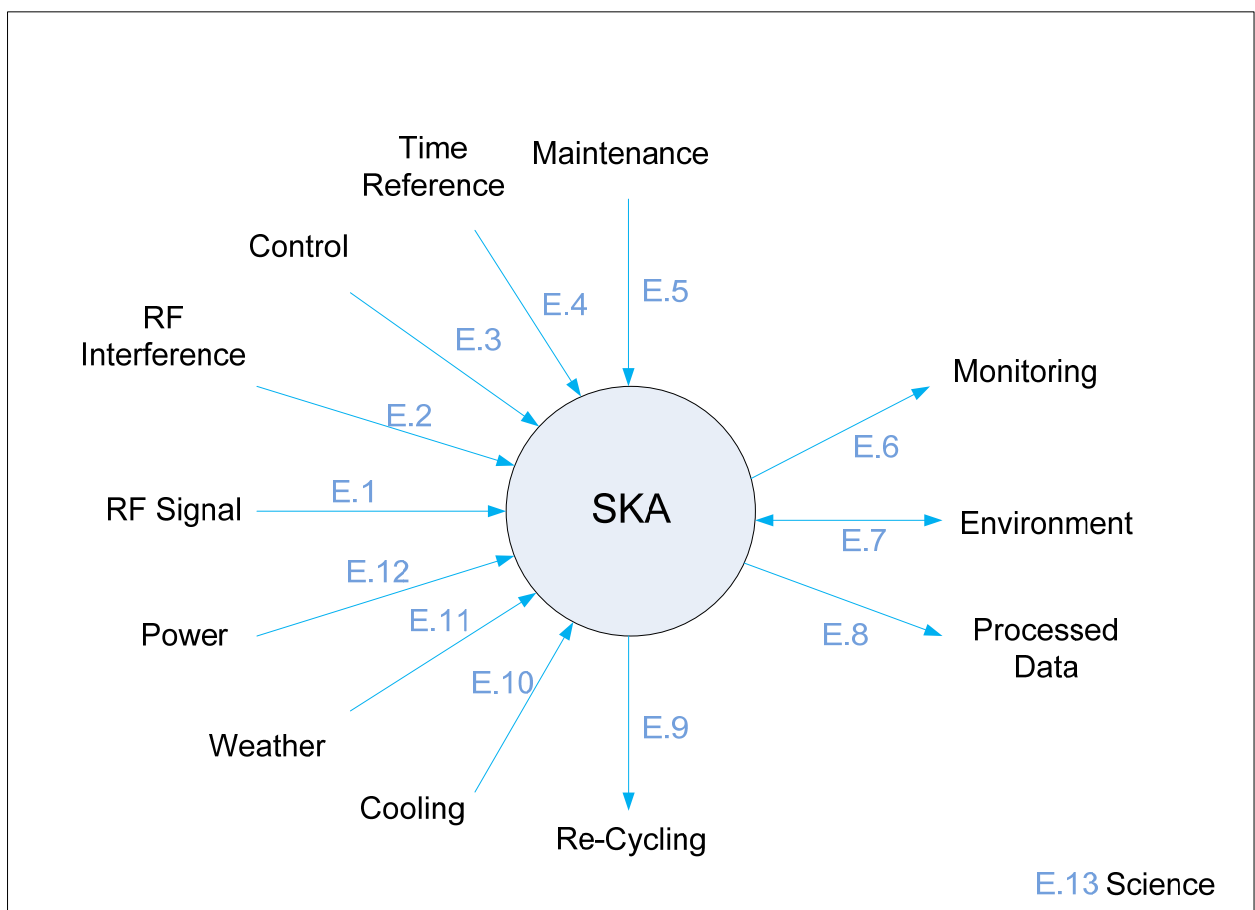 Time
Reference
Maintenance
Control
E.4
E.5
RF
Interference
E.3
Monitoring
E.2
E.6
E.1
RF Signal
SKA
Environment
E.7
E.12
Power
E.11
E.8
Processed
Data
E.10
Weather
E.9
Cooling
Re-Cycling
E.13 Science